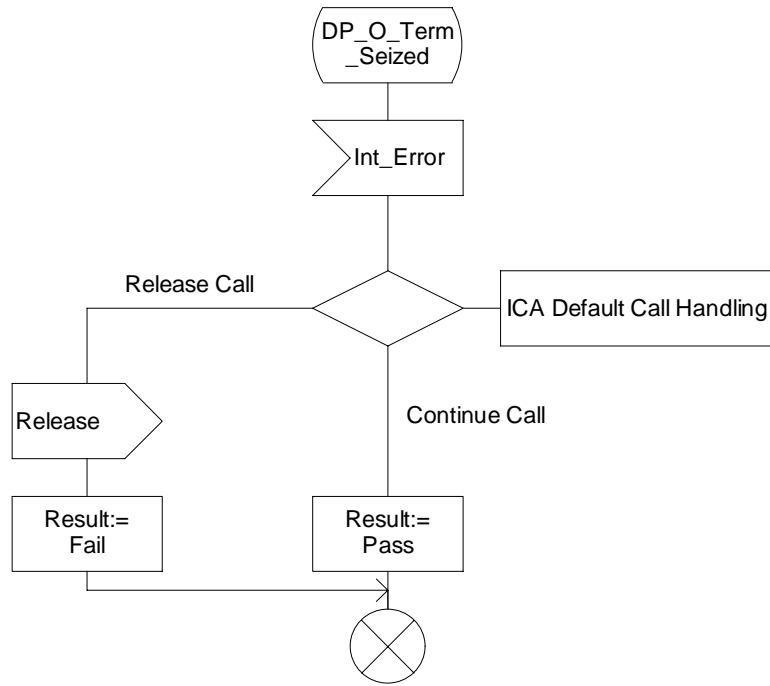 DP_O_Term
_Seized
Int_Error
Release Call
ICA Default Call Handling
Release
Continue Call
Result:=
Fail
Result:=
Pass